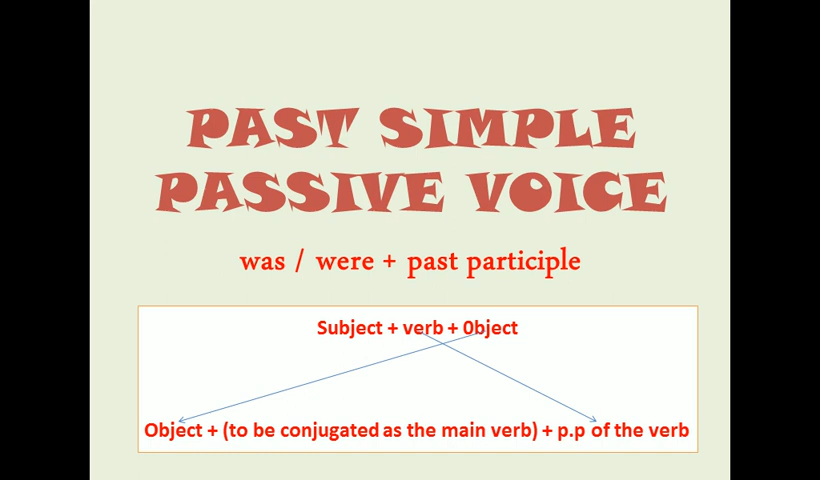 PAST SIMPLE
PASSIVE VOICE
was / were + past participle
Subject + verb + 0bject
Object + (to be conjugated as the main verb) + p.p of the verb